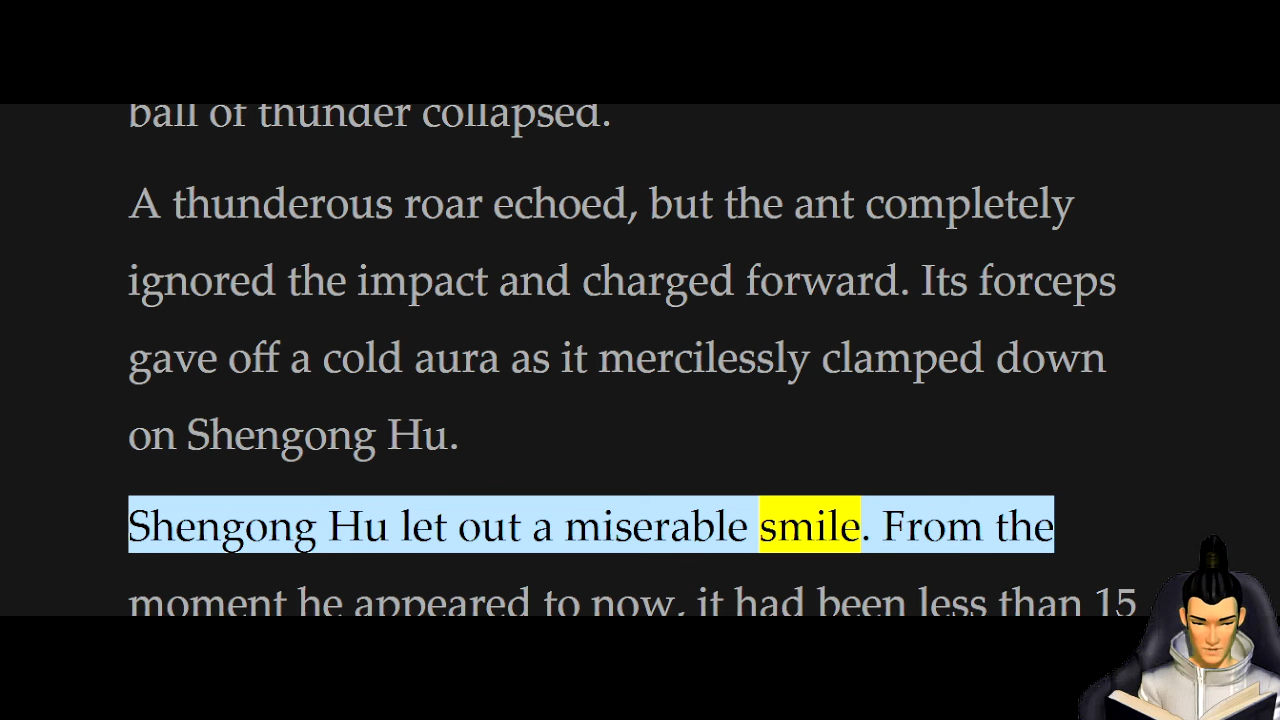 ball of thunder collapsed.
A thunderous roar echoed, but the ant completely
ignored the impact and charged forward. Its forceps
gave off a cold aura as it mercilessly clamped down
on Shengong Hu.
Shengong Hu let out a miserable smile. From the
moment he appeared to now, it had been less than 15